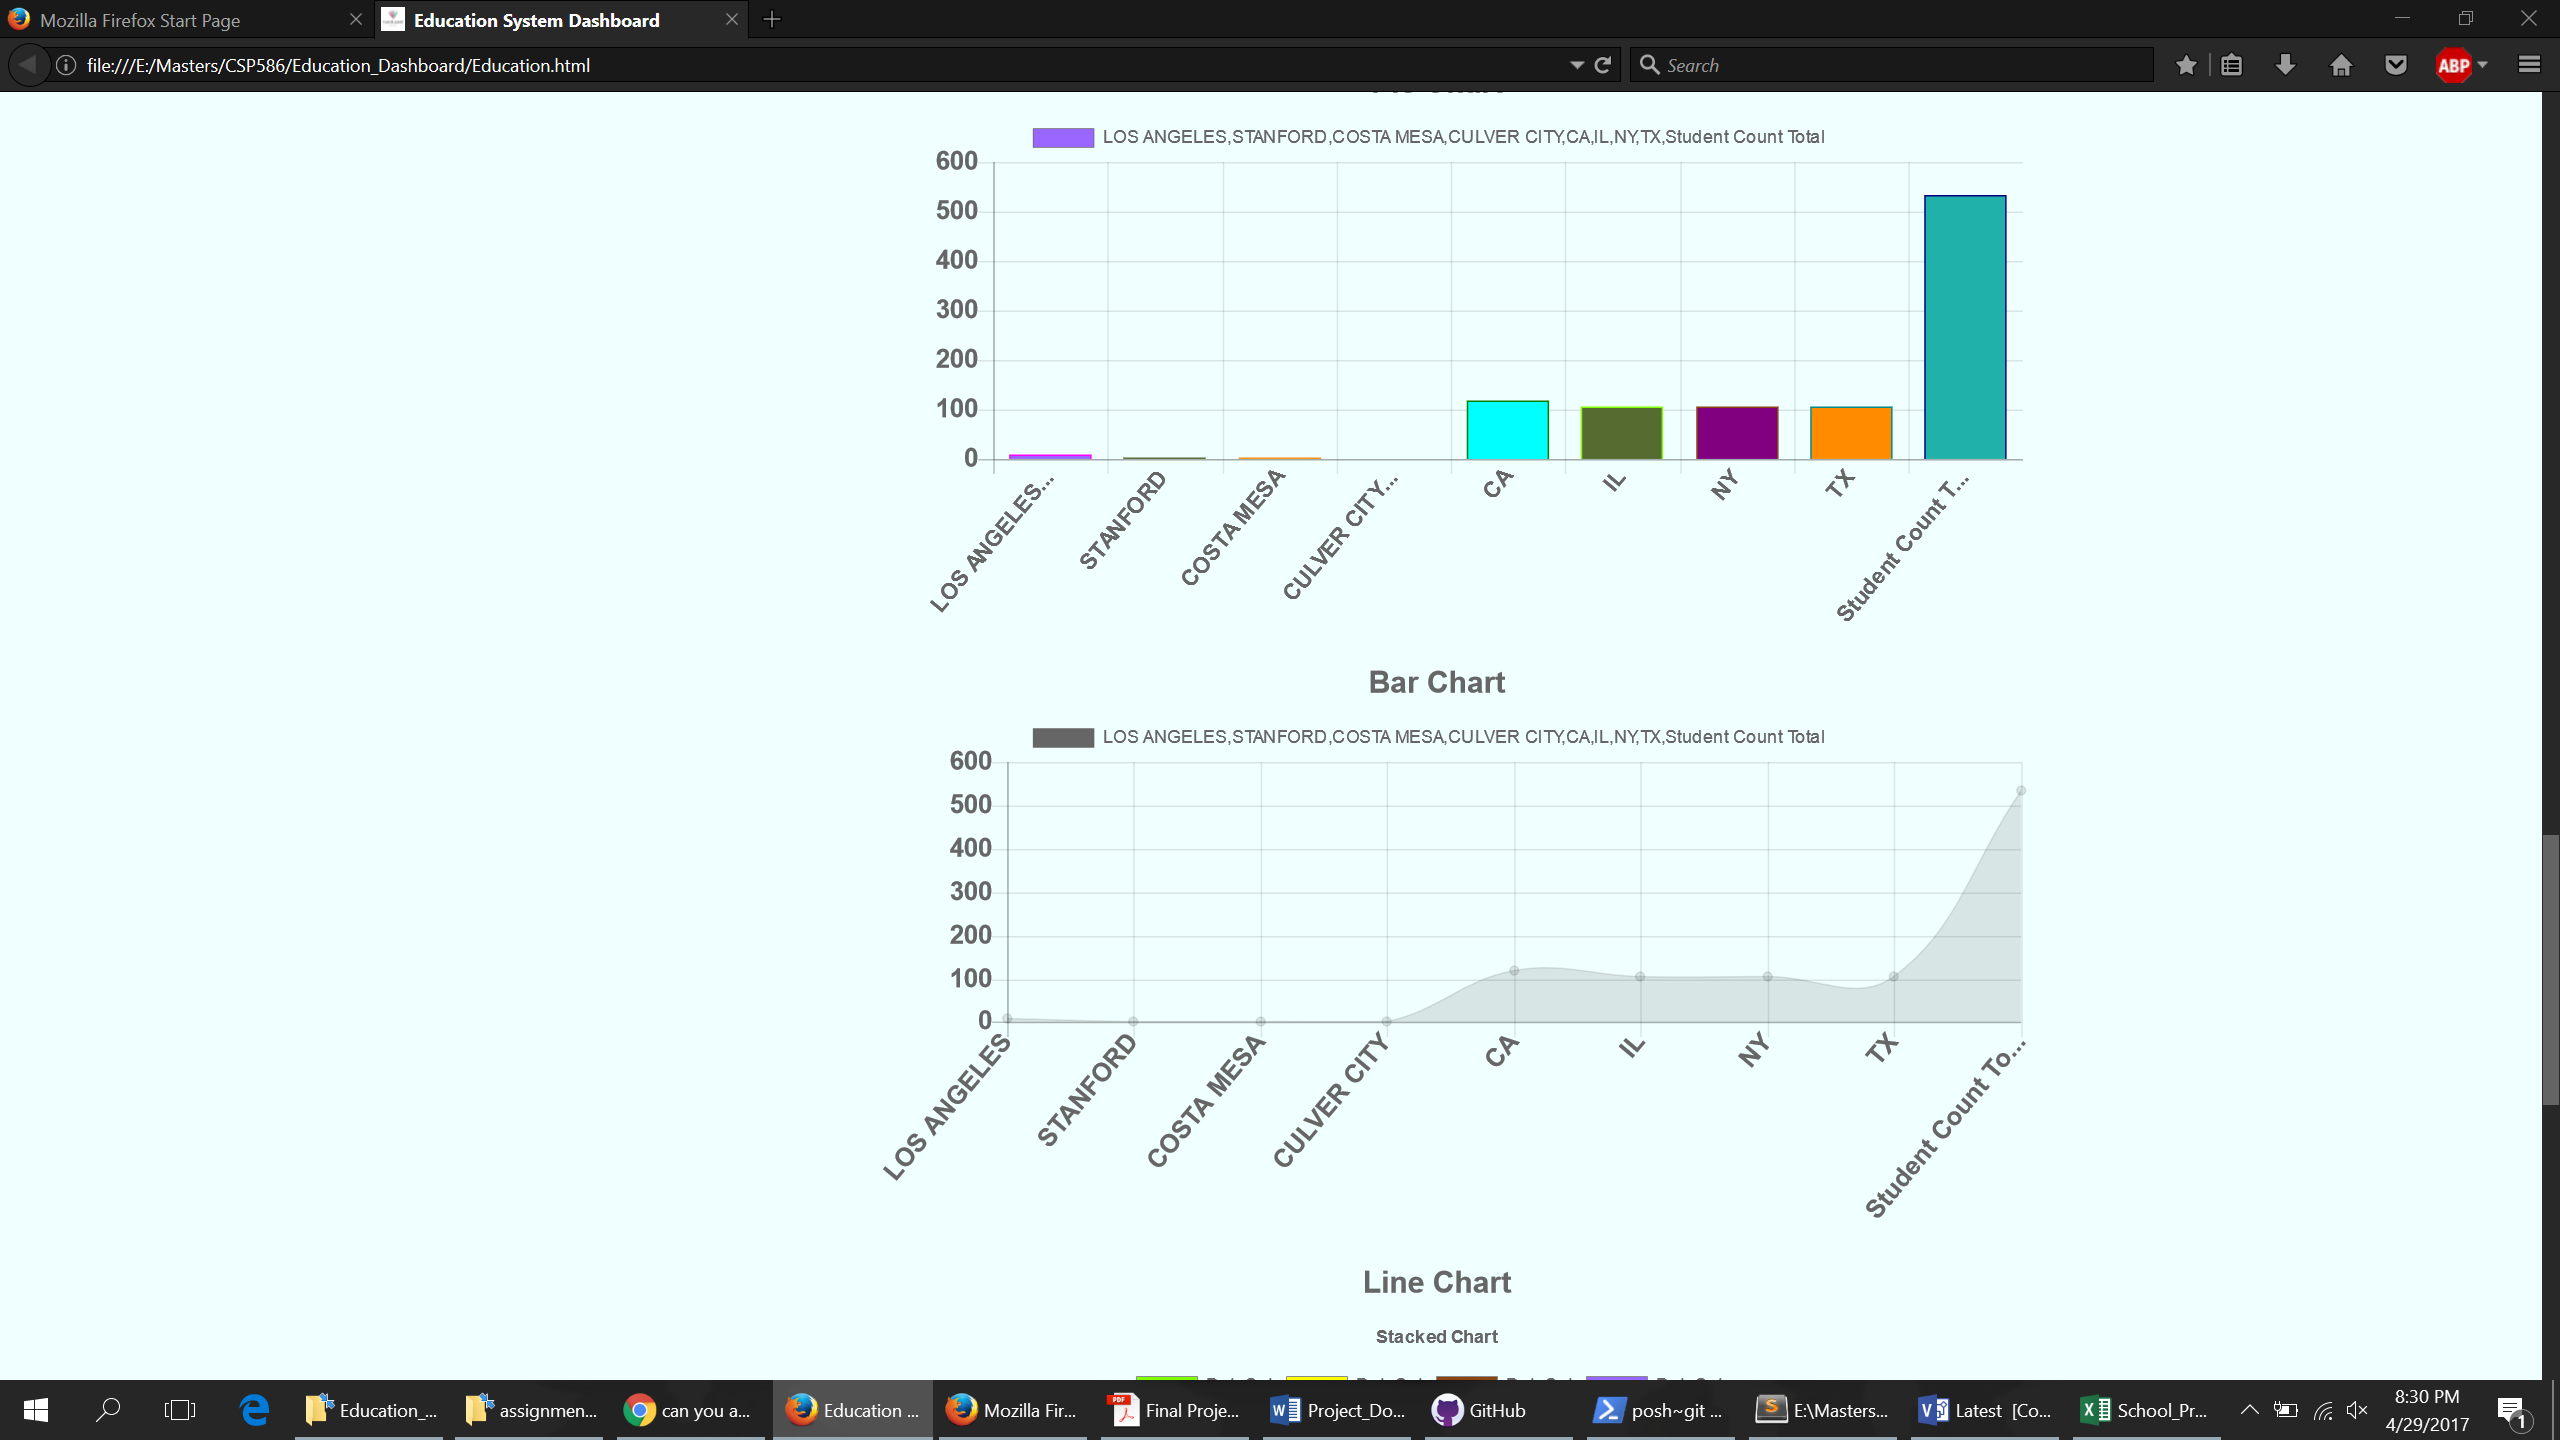 Mozilla Firefox Start Page
Education System Dashboard
file:///E:/Masters/CSP586/Education_Dashboard/Education.html
Search
ABP
LOS ANGELES,STANFORD,COSTA MESA,CULVER CITY,CA,IL,NY,TX,Student Count Total
600
500
400
300
200
100
0
LOS ANGELES...
STANFORD
COSTA MESA
CULVER CITY...
CA
IL
NY
TX
Student Count T...
Bar Chart
LOS ANGELES,STANFORD,COSTA MESA,CULVER CITY,CA,IL,NY,TX,Student Count Total
600
500
400
300
200
100
0
LOS ANGELES
STANFORD
COSTA MESA
CULVER CITY
CA
IL
NY
TX
Student Count To...
Line Chart
Stacked Chart
Education_...
assignmen...
can you a...
Education ...
Mozilla Fir...
PDF
Final Proje...
Project_Do...
GitHub
posh~git ...
E:\Masters...
Latest [Co...
School_Pr...
8:30 PM
4/29/2017
1